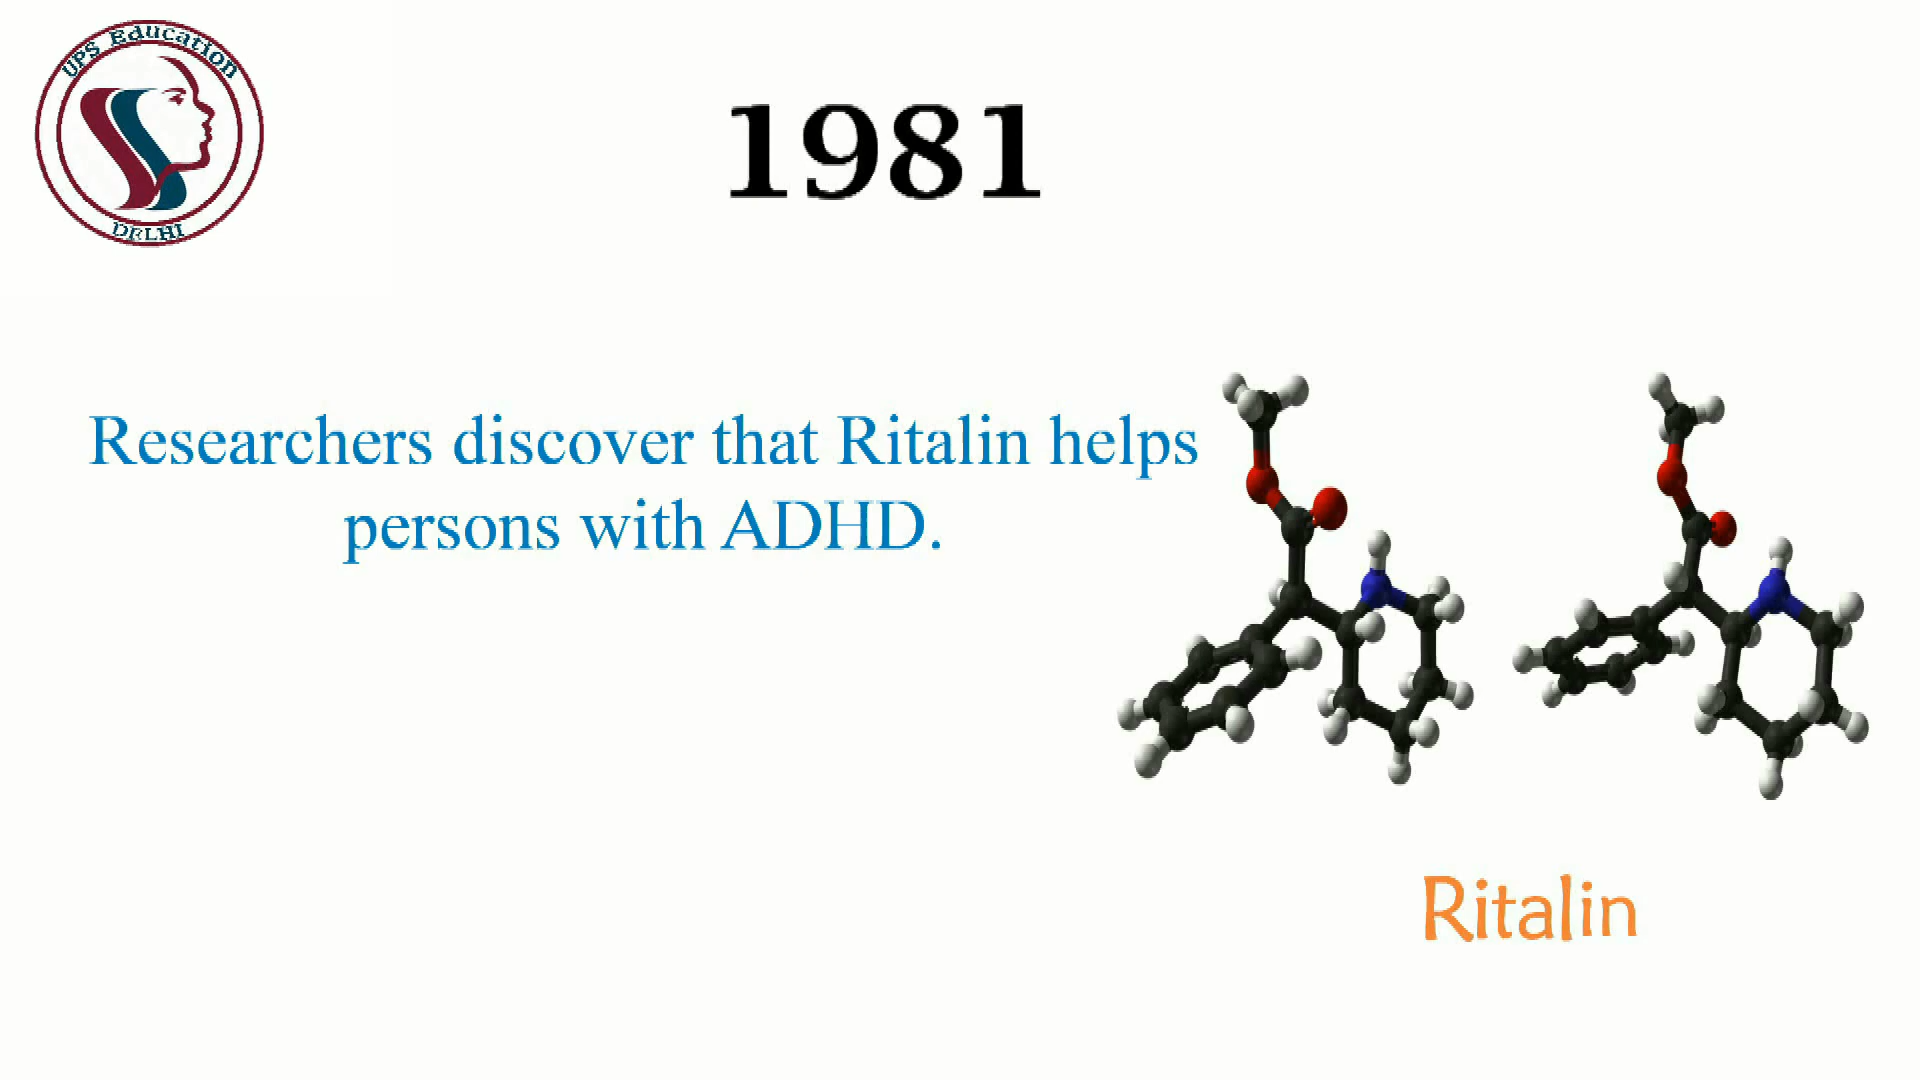 UPS Education
DELHI
1981
Researchers discover that Ritalin helps
persons with ADHD.
Ritalin